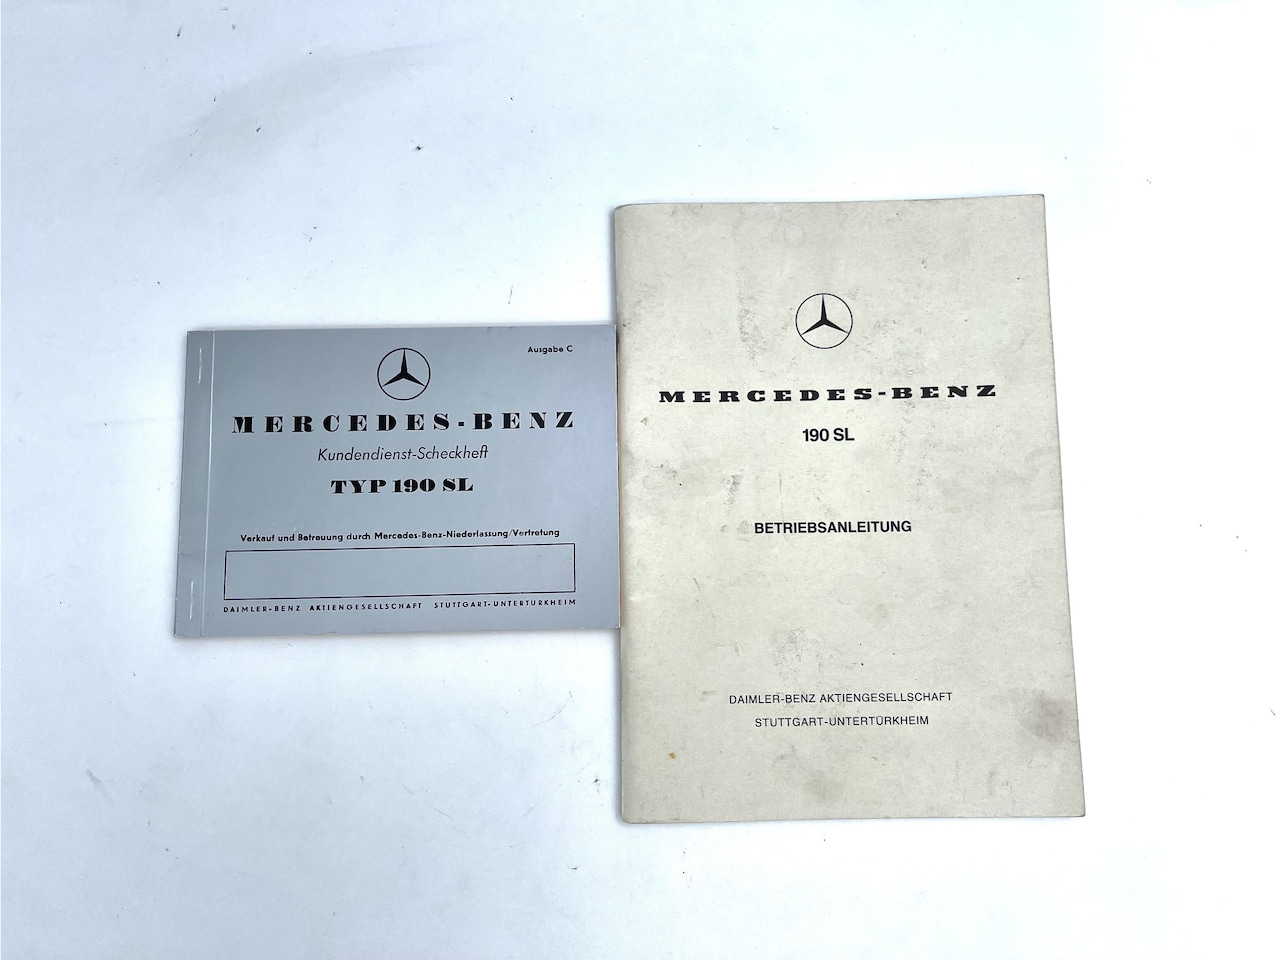 Ausgabe C
MERCEDES-BENZ
Kundendienst-Scheckheft
TYP 190 SL
Verkauf und Betreuung durch Mercedes-Benz-Niederlassung/Vertretung
DAIMLER-BENZ AKTIENGESELLSCHAFT STUTTGART-UNTERTÜRKHEIM
MERCEDES-BENZ
190 SL
BETRIEBSANLEITUNG
DAIMLER-BENZ AKTIENGESELLSCHAFT
STUTTGART-UNTERTÜRKHEIM